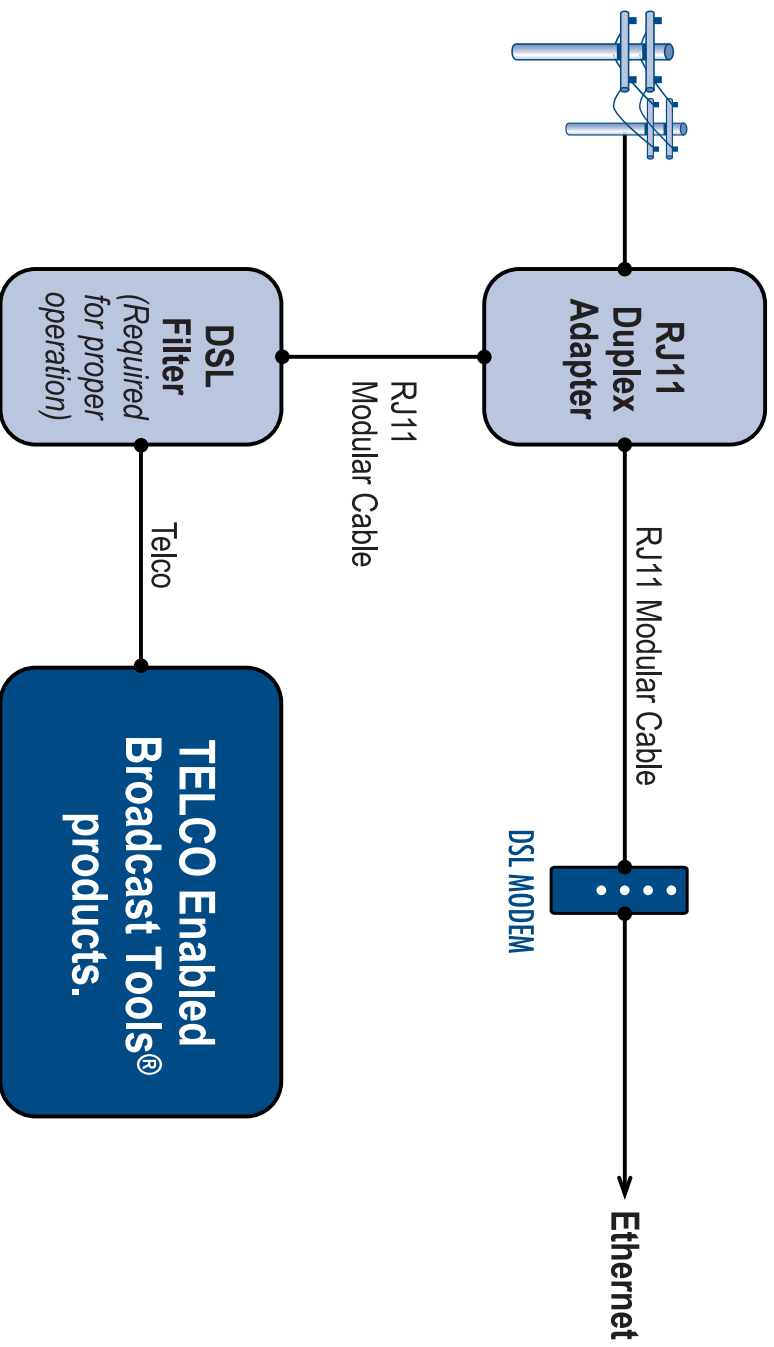 RJ11
Duplex
Adapter
RJ11 Modular Cable
DSL MODEM
Ethernet
RJ11
Modular Cable
DSL
Filter
(Required
for proper
operation)
Telco
TELCO Enabled
Broadcast Tools®
products.